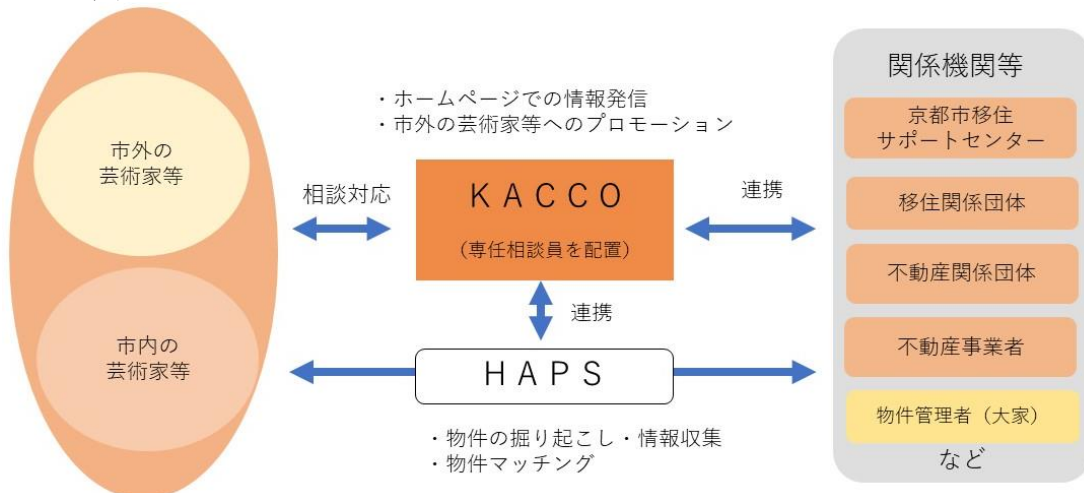 市外の
芸術家等
市内の
芸術家等
・ホームページでの情報発信
・市外の芸術家等へのプロモーション
相談対応
KACCO
（専任相談員を配置）
連携
連携
HAPS
・物件の掘り起こし・情報収集
・物件マッチング
関係機関等
京都市移住
サポートセンター
移住関係団体
不動産関係団体
不動産事業者
物件管理者（大家）
など